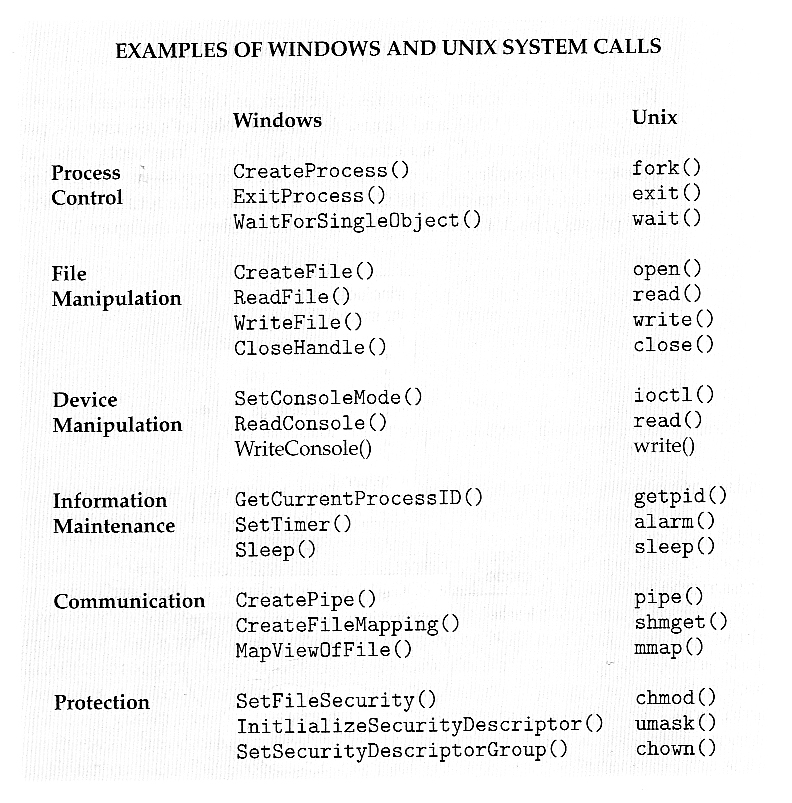 EXAMPLES OF WINDOWS AND UNIX SYSTEM CALLS
Windows Unix
Process CreateProcess() fork()
Control ExitProcess() exit()
WaitForSingleObject() wait()
File CreateFile() open()
Manipulation ReadFile() read()
WriteFile() write()
CloseHandle() close()
Device SetConsoleMode() ioctl()
Manipulation ReadConsole() read()
WriteConsole() write()
Information GetCurrentProcessID() getpid()
Maintenance SetTimer() alarm()
Sleep() sleep()
Communication CreatePipe() pipe()
CreateFileMapping() shmget()
MapViewOfFile() mmap()
Protection SetFileSecurity() chmod()
InitlializeSecurityDescriptor() umask()
SetSecurityDescriptorGroup() chown()